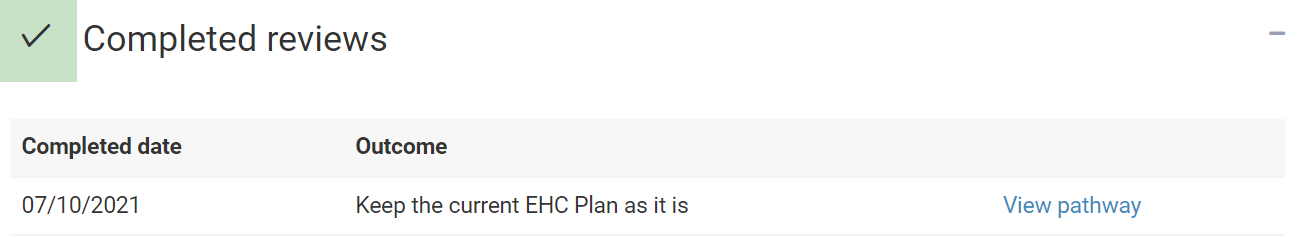 Completed reviews
Completed date Outcome
07/10/2021 Keep the current EHC Plan as it is View pathway